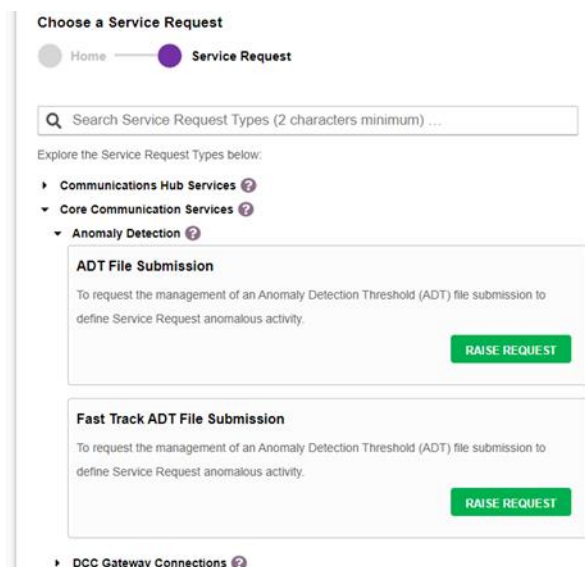 Choose a Service Request
Home Service Request
Search Service Request Types (2 characters minimum) ...
Explore the Service Request Types below:
Communications Hub Services ?
Core Communication Services ?
Anomaly Detection ?
ADT File Submission
To request the management of an Anomaly Detection Threshold (ADT) file submission to
define Service Request anomalous activity.
RAISE REQUEST
Fast Track ADT File Submission
To request the management of an Anomaly Detection Threshold (ADT) file submission to
define Service Request anomalous activity.
RAISE REQUEST
DCC Gateway Connections ?